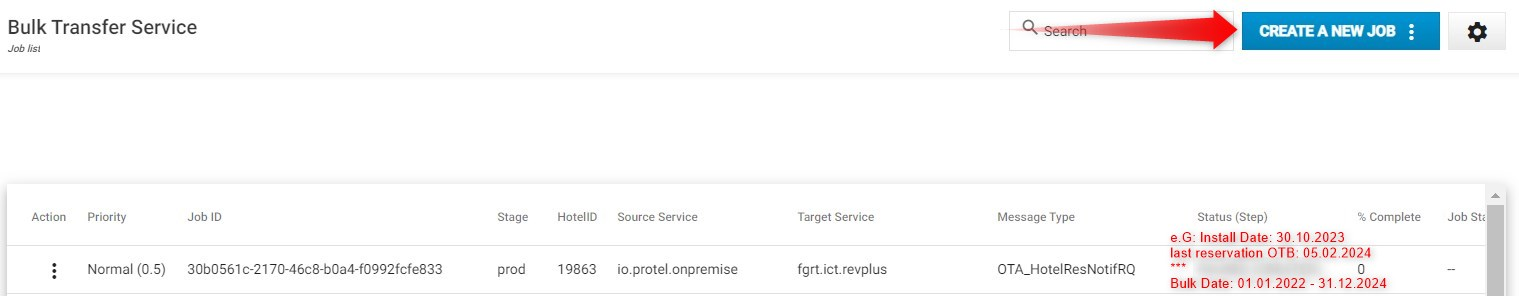 Bulk Transfer Service
Job list
Search
CREATE A NEW JOB
Action Priority Job ID Stage HotelID Source Service Target Service Message Type Status (Step) % Complete Job Sta
e.G: Install Date: 30.10.2023
last reservation OTB: 05.02.2024
***
Bulk Date: 01.01.2022 - 31.12.2024
Normal (0.5) 30b0561c-2170-46c8-b0a4-f0992fcfe833 prod 19863 io.protel.onpremise fgrt.ict.revplus OTA_HotelResNotifRQ 0 --